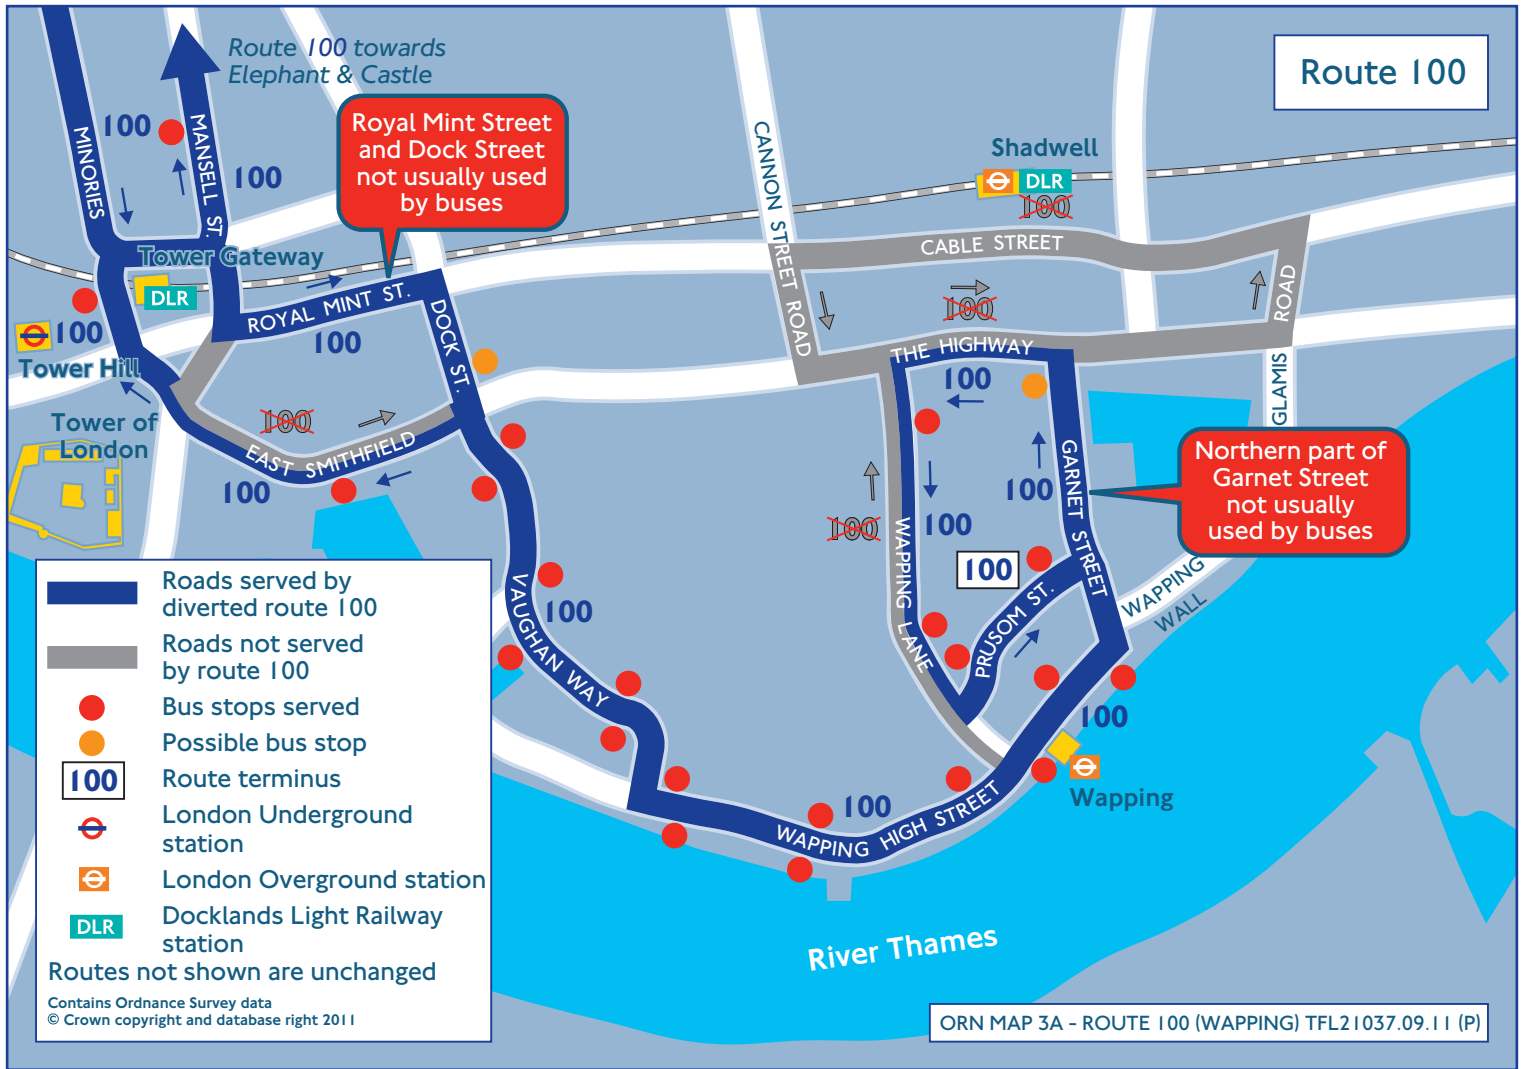 Route 100 towards
Elephant & Castle
Route 100
Royal Mint Street
and Dock Street
not usually used
by buses
MINORIES
100
MANSELL ST.
100
CANNON STREET ROAD
Shadwell
DLR
100
CABLE STREET
Tower Gateway
DLR
100
Tower Hill
ROYAL MINT ST.
100
DOCK ST.
100
THE HIGHWAY
100
ROAD
GLAMIS
Tower of
London
100
EAST SMITHFIELD
100
100
WAPPING LANE
100
100
GARNET STREET
Northern part of
Garnet Street
not usually
used by buses
100
PRUSOM ST.
WAPPING
WALL
VAUGHAN WAY
100
100
Wapping
100
WAPPING HIGH STREET
River Thames
Roads served by
diverted route 100
Roads not served
by route 100
Bus stops served
Possible bus stop
100
Route terminus
London Underground
station
London Overground station
DLR
Docklands Light Railway
station
Routes not shown are unchanged
Contains Ordnance Survey data
© Crown copyright and database right 2011
ORN MAP 3A - ROUTE 100 (WAPPING) TFL21037.09.11 (P)